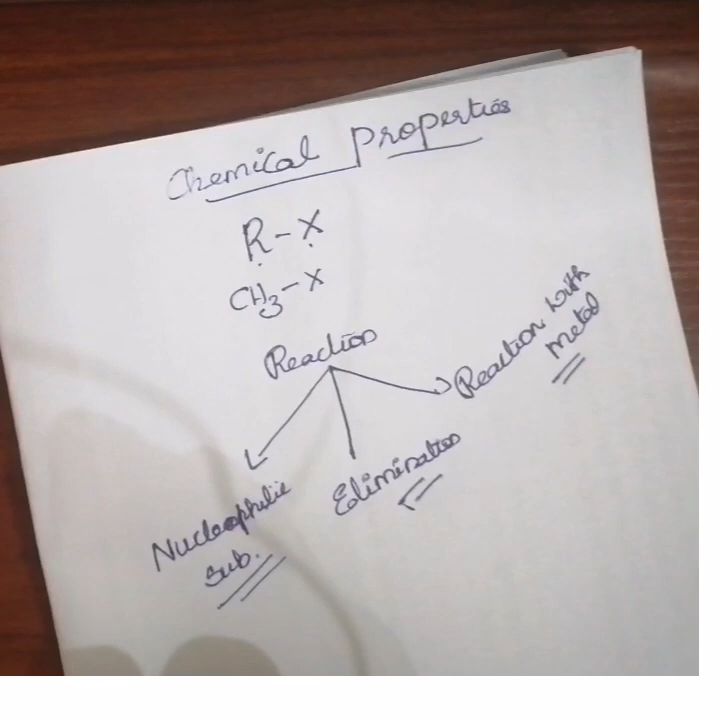 Chemical Properties
R-X
CH3-X
Reaction
Nucleophilic
Sub.
Elimination
Reaction with
Metal